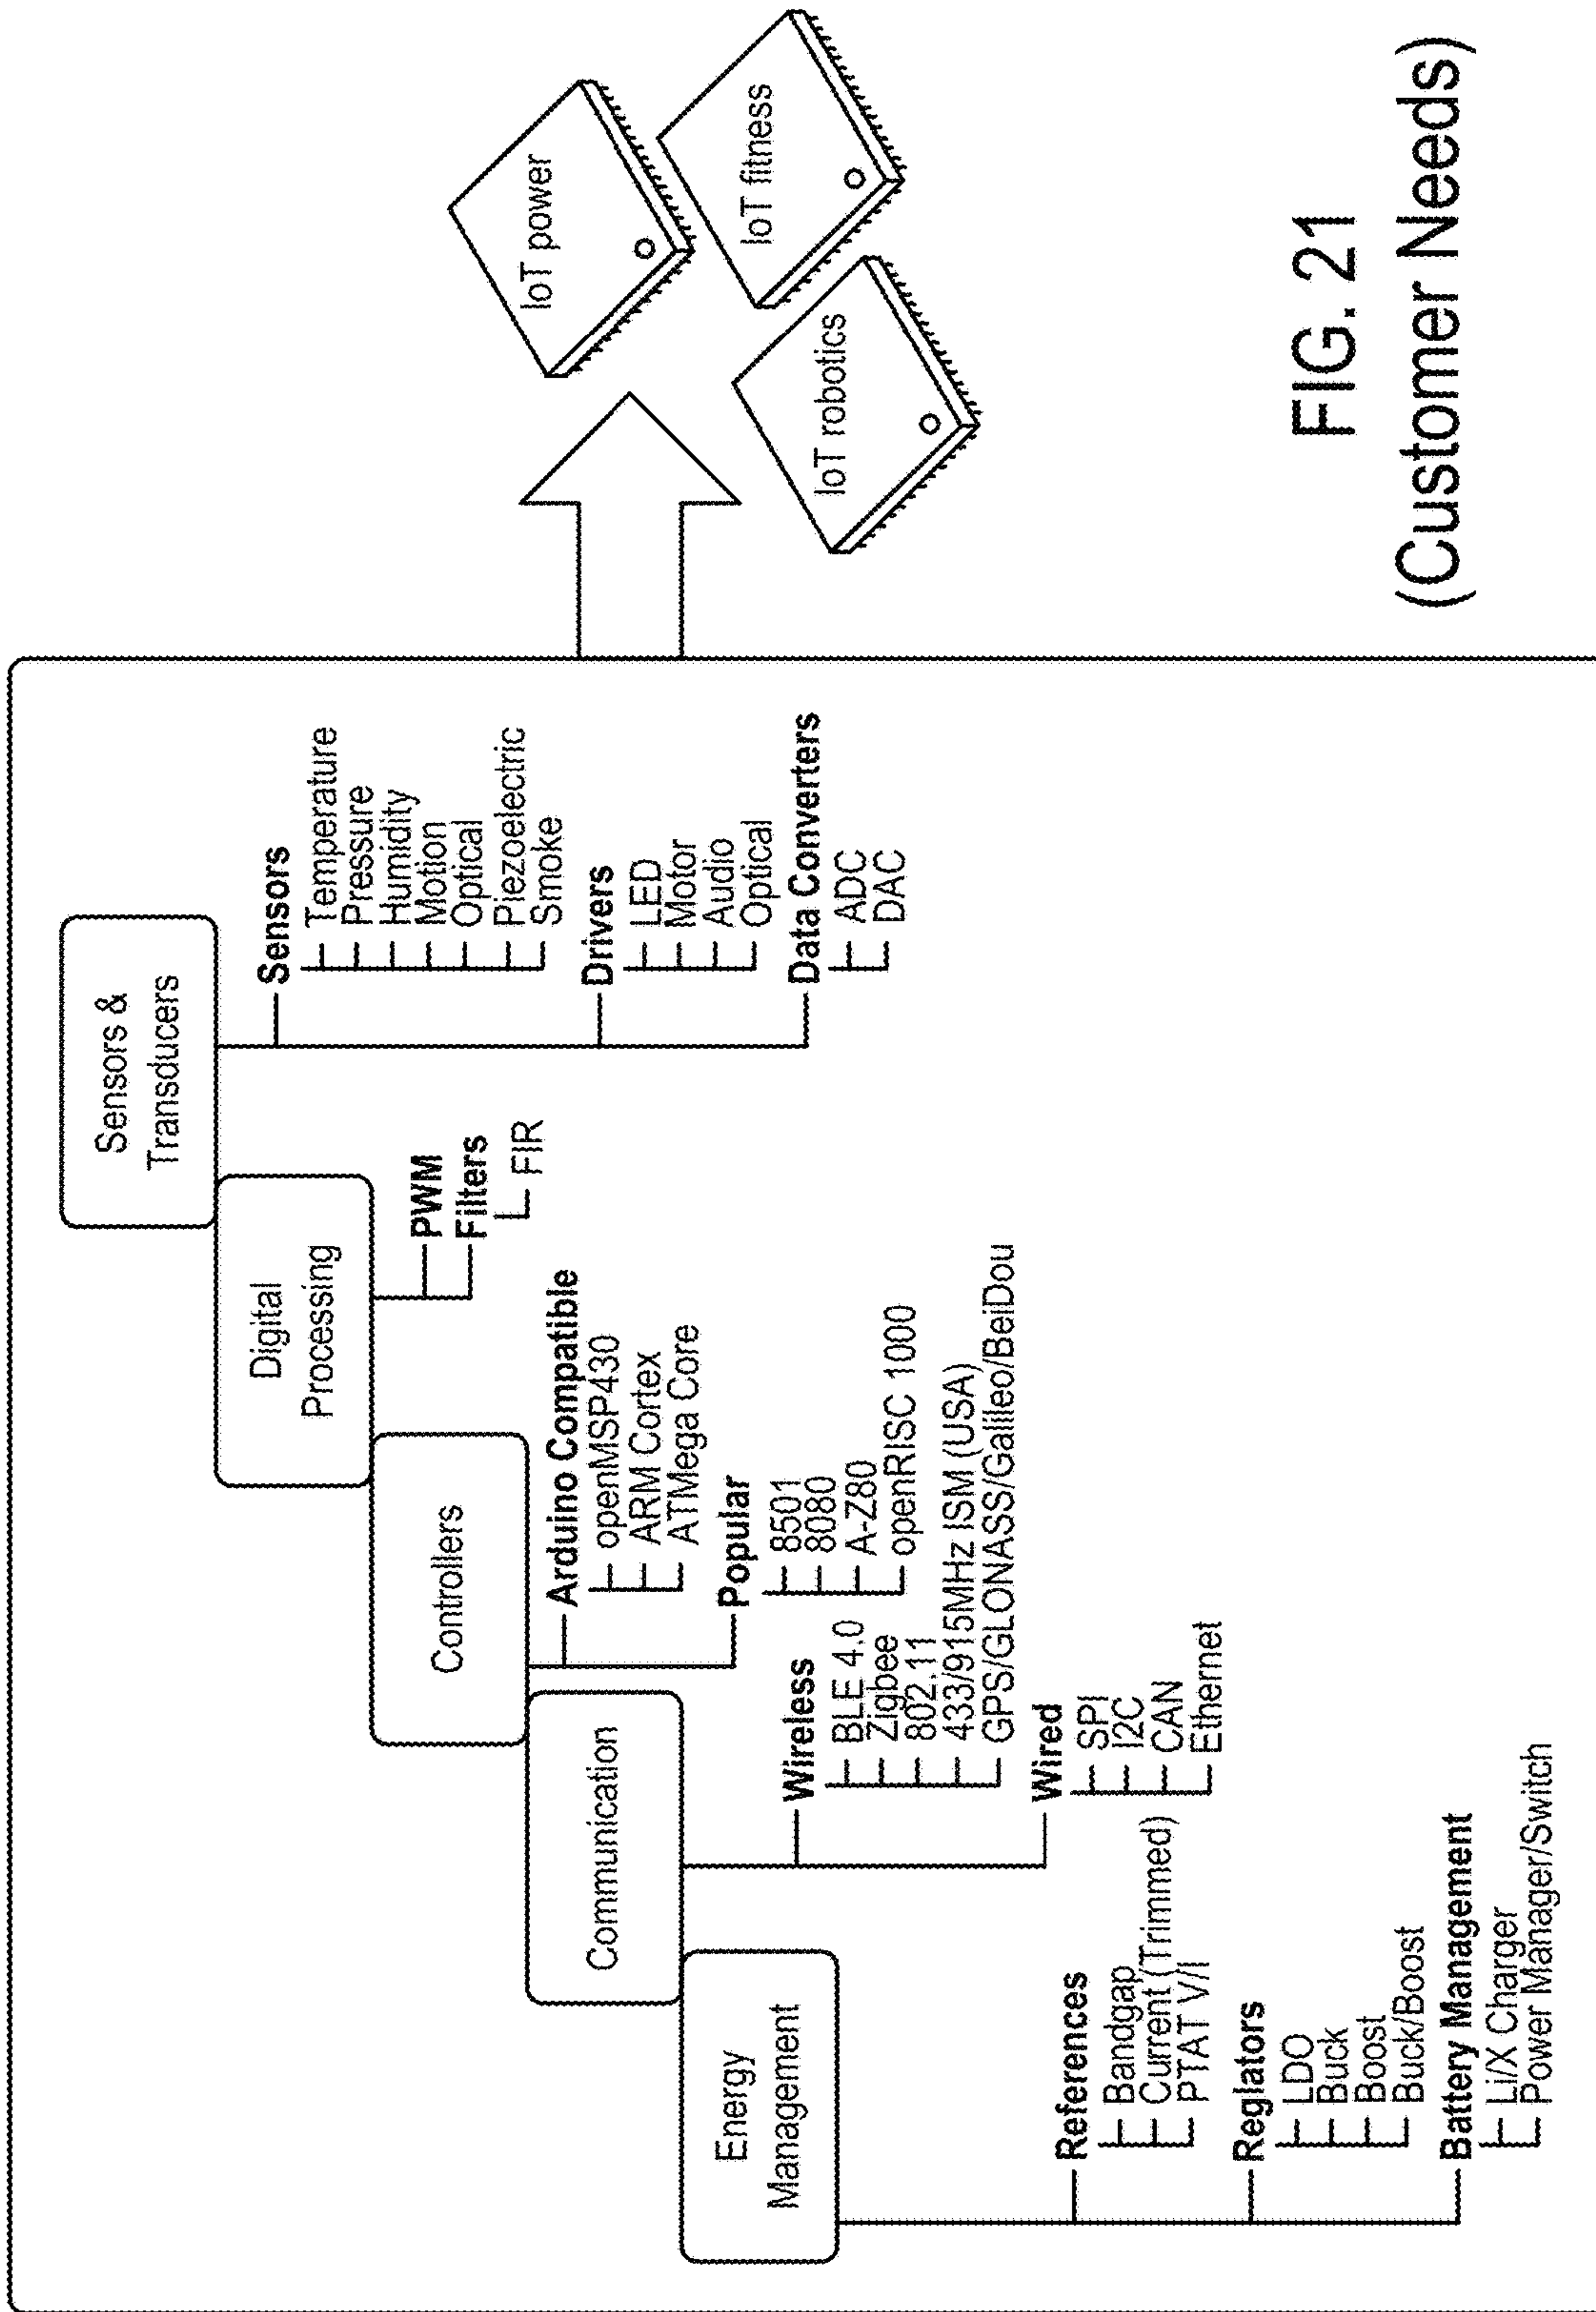 Energy
Management
References
Bandgap
Current (Trimmed)
PTAT V/I
Reglators
LDO
Buck
Boost
Buck/Boost
Battery Management
Li/X Charger
Power Manager/Switch
Communication
Wireless
BLE 4.0
Zigbee
802.11
433/915MHz ISM (USA)
GPS/GLONASS/Galileo/BeiDou
Wired
SPI
I2C
CAN
Ethernet
Controllers
Arduino Compatible
openMSP430
ARM Cortex
ATMega Core
Popular
8501
8080
A-Z80
openRISC 1000
Digital
Processing
PWM
Filters
FIR
Sensors &
Transducers
Sensors
Temperature
Pressure
Humidity
Motion
Optical
Piezoelectric
Smoke
Drivers
LED
Motor
Audio
Optical
Data Converters
ADC
DAC
IoT power
IoT fitness
IoT robotics
FIG. 21
(Customer Needs)